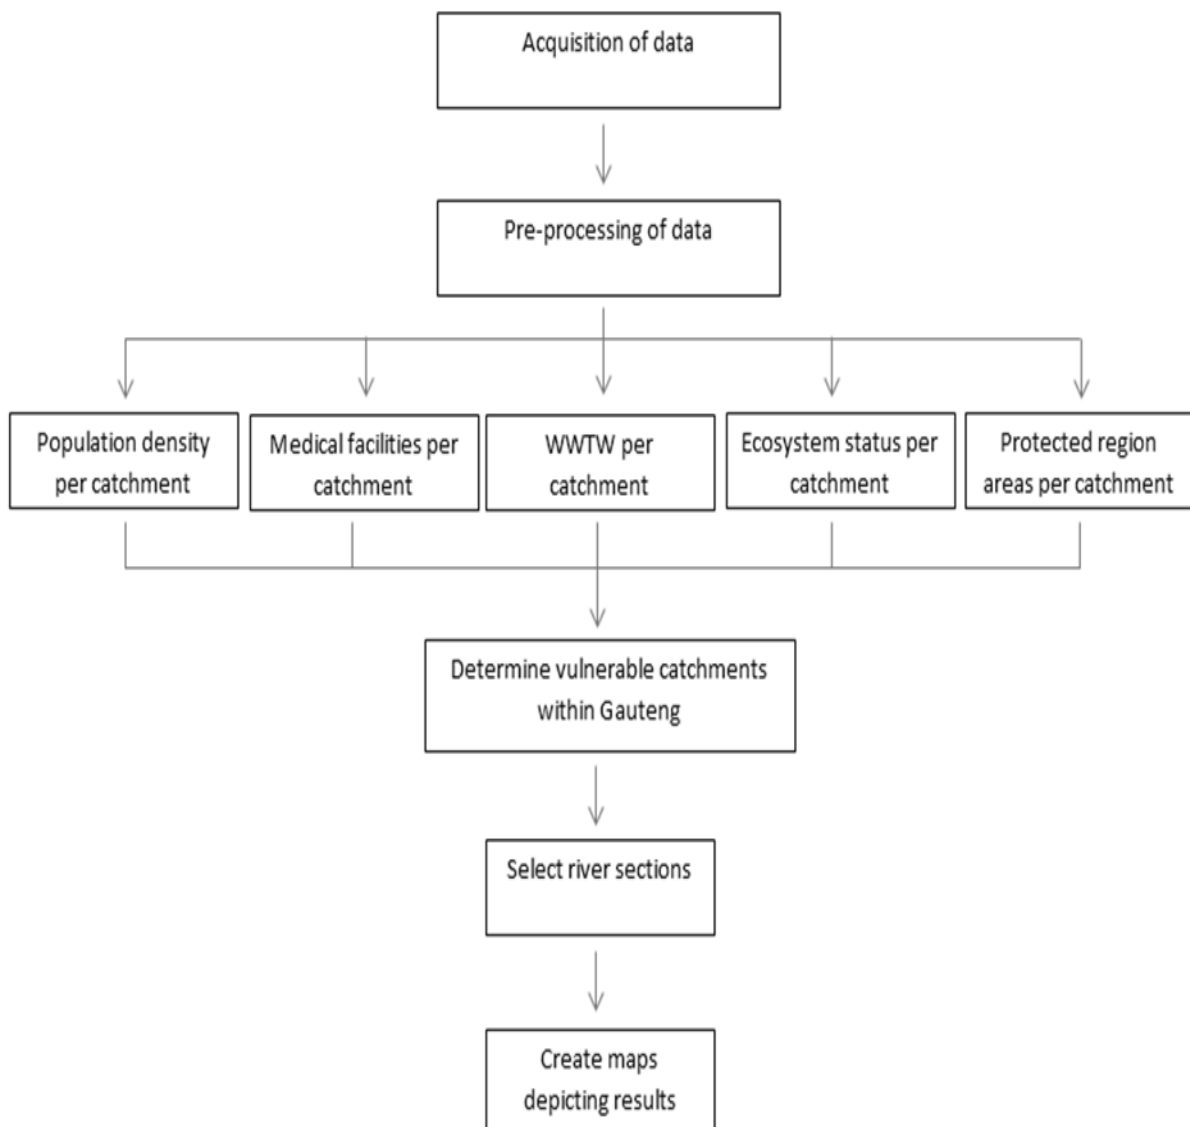 Acquisition of data
Pre-processing of data
Population density
per catchment
Medical facilities per
catchment
WWTW per
catchment
Ecosystem status per
catchment
Protected region
areas per catchment
Determine vulnerable catchments
within Gauteng
Select river sections
Create maps
depicting results